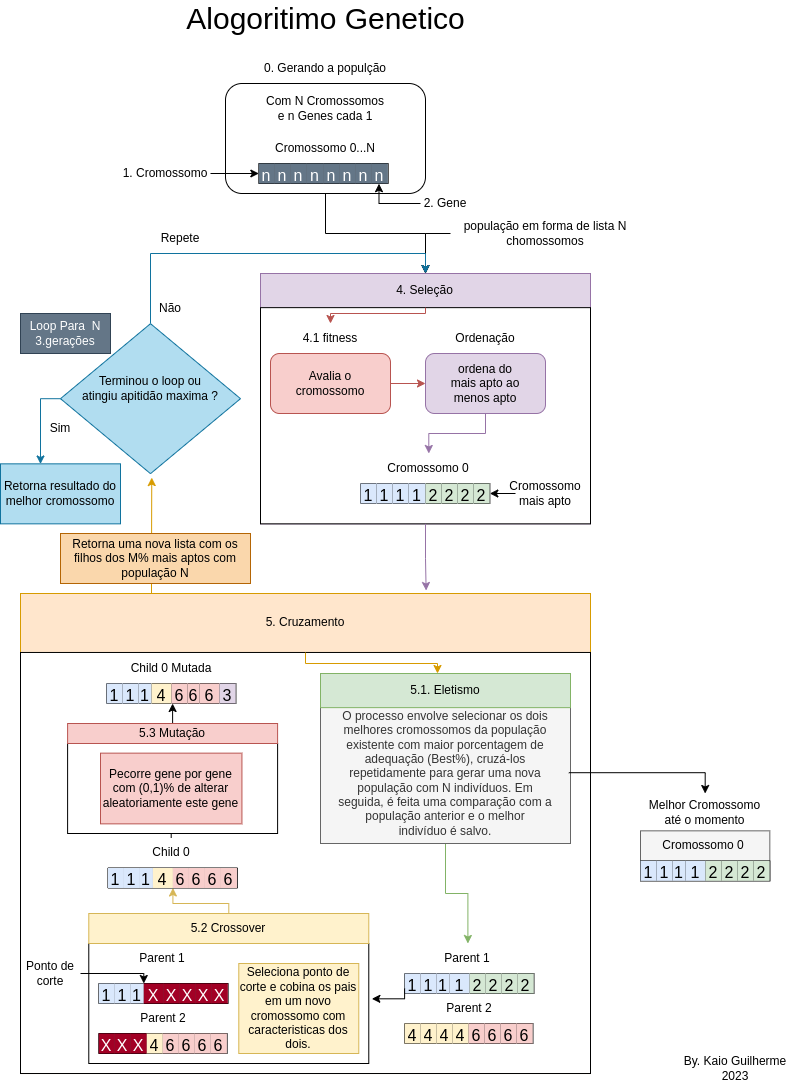 Alogoritimo Genetico
0. Gerando a populção
Com N Cromossomos
e n Genes cada 1
Cromossomo 0...N
1. Cromossomo
n n n n n n n n
2. Gene
população em forma de lista N
chomossomos
Repete
Não
Loop Para N
3.gerações
Terminou o loop ou
atingiu apitidão maxima ?
Sim
Retorna resultado do
melhor cromossomo
4. Seleção
4.1 fitness
Ordenação
Avalia o
cromossomo
ordena do
mais apto ao
menos apto
Cromossomo 0
1 1 1 1 2 2 2 2
Cromossomo
mais apto
Retorna uma nova lista com os
filhos dos M% mais aptos com
população N
5. Cruzamento
Child 0 Mutada
1 1 1 4 6 6 6 3
5.3 Mutação
Pecorre gene por gene
com (0,1)% de alterar
aleatoriamente este gene
Child 0
1 1 1 4 6 6 6 6
5.1. Eletismo
O processo envolve selecionar os dois
melhores cromossomos da população
existente com maior porcentagem de
adequação (Best%), cruzá-los
repetidamente para gerar uma nova
população com N indivíduos. Em
seguida, é feita uma comparação com a
população anterior e o melhor
indivíduo é salvo.
Melhor Cromossomo
até o momento
Cromossomo 0
1 1 1 1 2 2 2 2
5.2 Crossover
Ponto de
corte
Parent 1
1 1 1 X X X X X
Parent 2
X X X 4 6 6 6 6
Seleciona ponto de
corte e cobina os pais
em um novo
cromossomo com
caracteristicas dos
dois.
Parent 1
1 1 1 1 2 2 2 2
Parent 2
4 4 4 4 6 6 6 6
By. Kaio Guilherme
2023